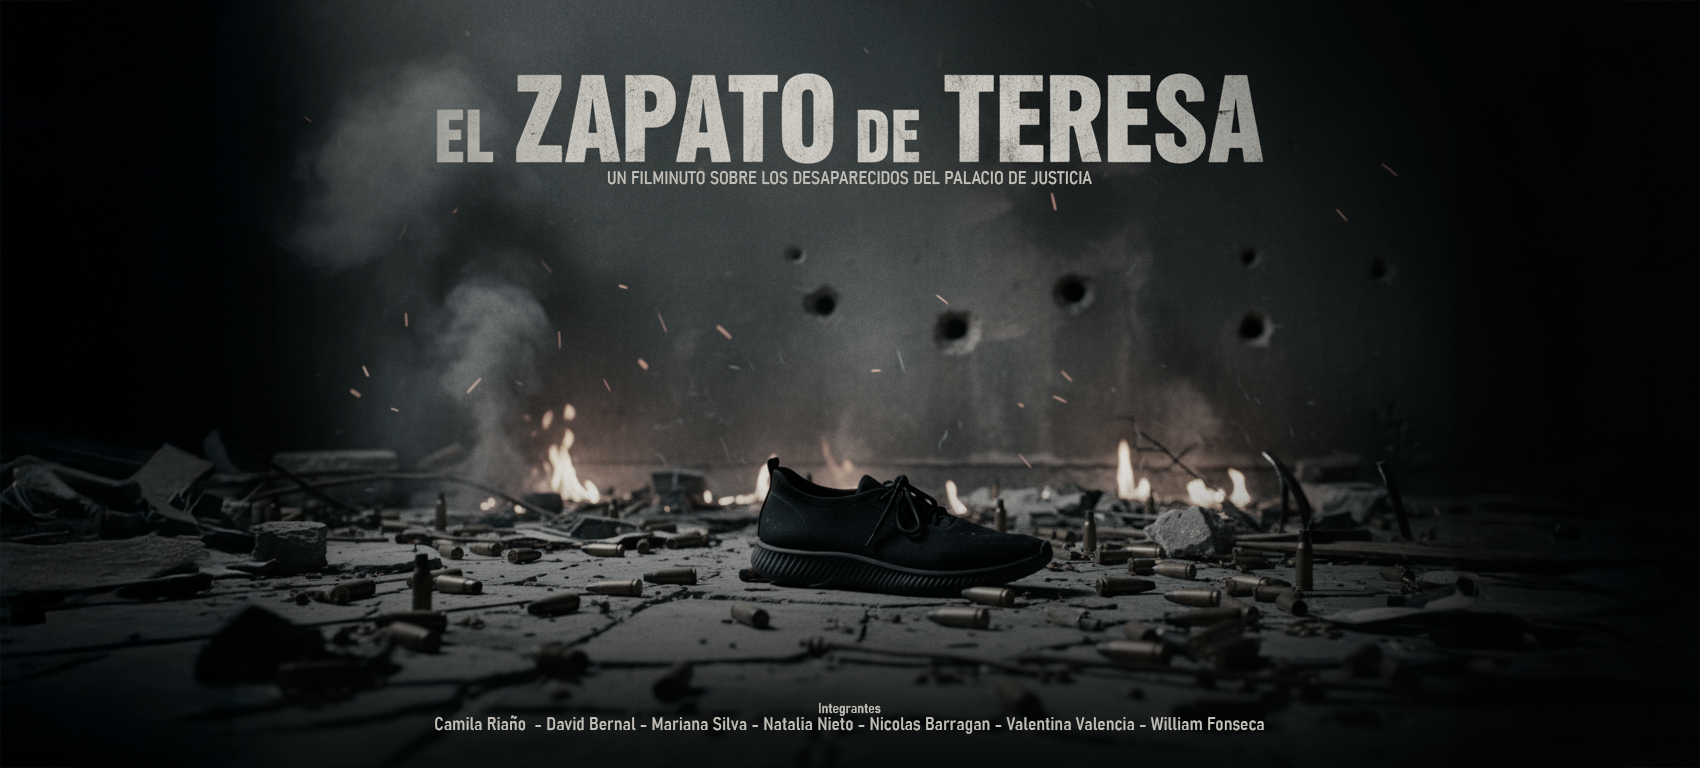 EL ZAPATO DE TERESA
UN FILMINUTO SOBRE LOS DESAPARECIDOS DEL PALACIO DE JUSTICIA
Integrantes
Camila Riaño - David Bernal - Mariana Silva - Natalia Nieto - Nicolas Barragan - Valentina Valencia - William Fonseca